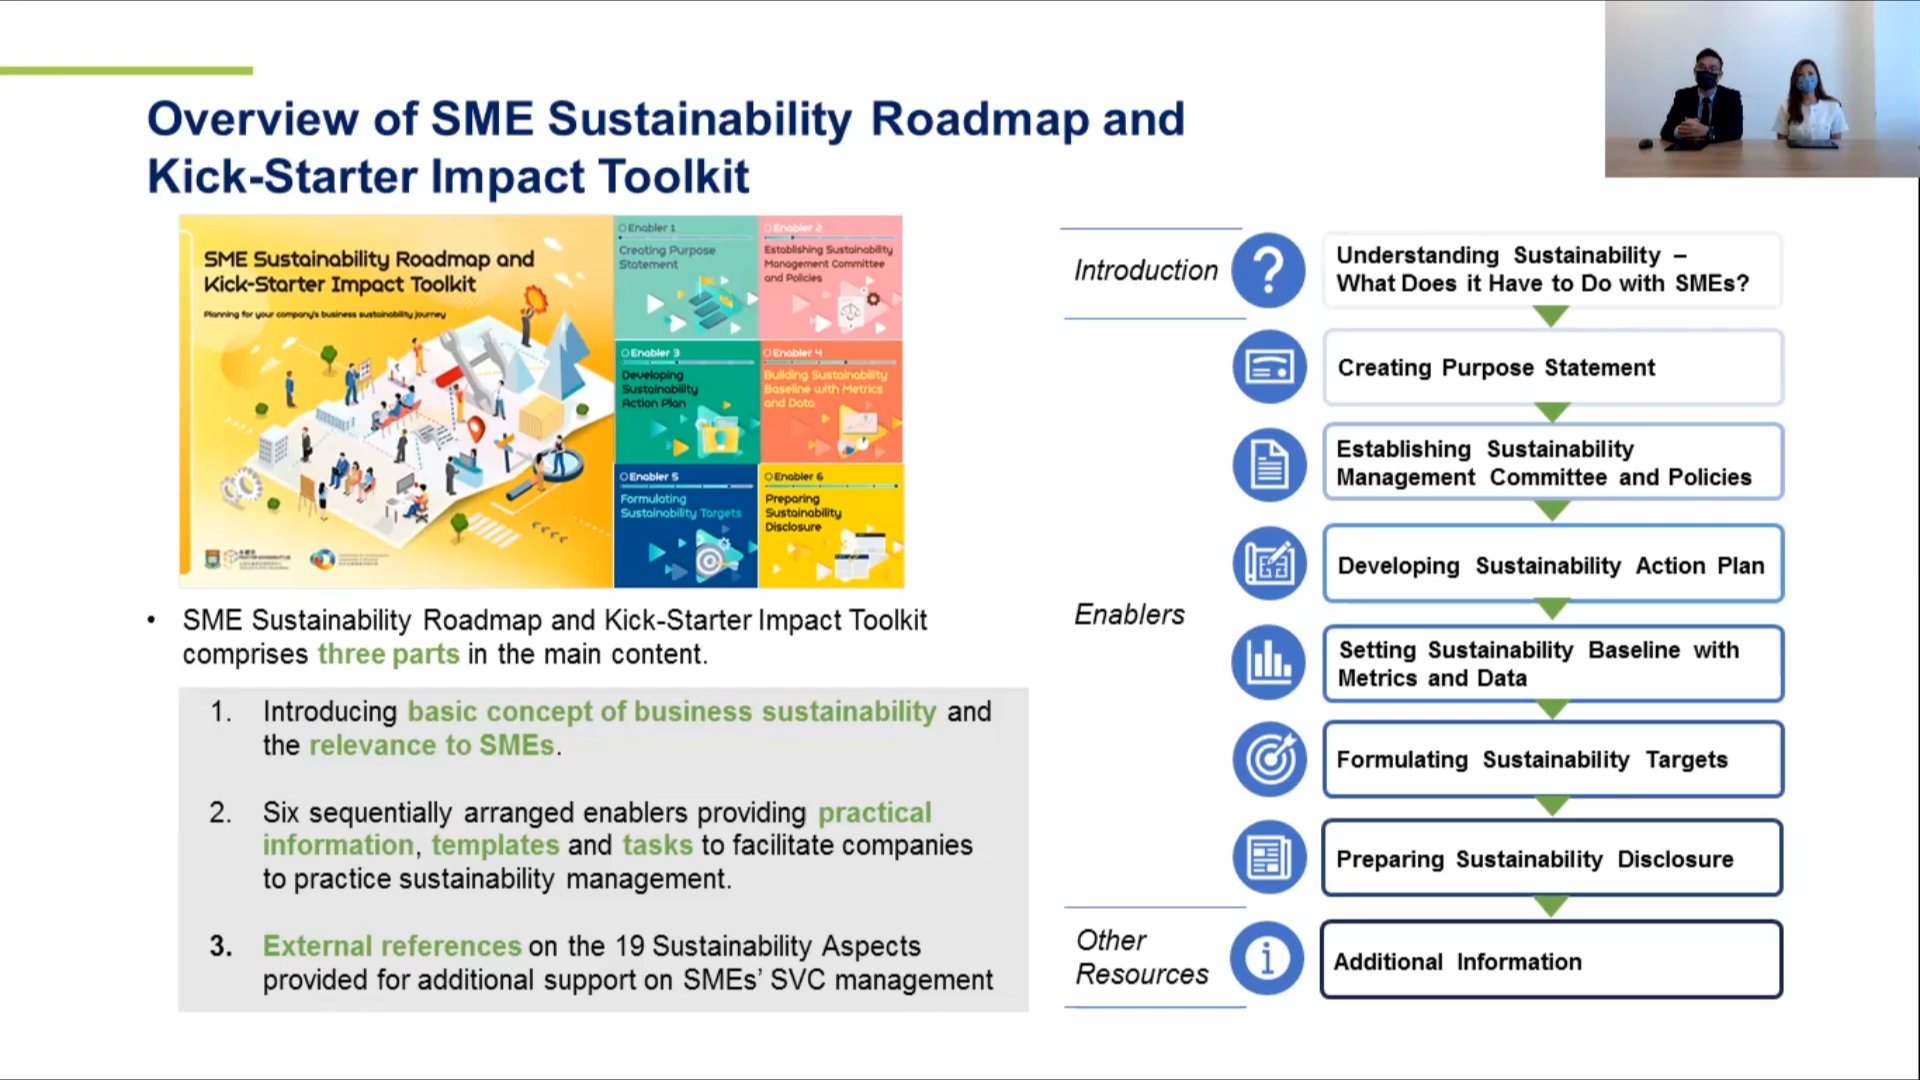 Overview of SME Sustainability Roadmap and
Kick-Starter Impact Toolkit
SME Sustainability Roadmap and
Kick-Starter Impact Toolkit
Planning for your company's business sustainability journey
Enabler 1
Creating Purpose
Statement
Enabler 2
Establishing Sustainability
Management Committee
and Policies
Enabler 3
Developing
Sustainability
Action Plan
Enabler 4
Building Sustainability
Baseline with Metrics
and Data
Enabler 5
Formulating
Sustainability Targets
Enabler 6
Preparing
Sustainability
Disclosure
• SME Sustainability Roadmap and Kick-Starter Impact Toolkit
comprises three parts in the main content.
1. Introducing basic concept of business sustainability and
the relevance to SMEs.
2. Six sequentially arranged enablers providing practical
information, templates and tasks to facilitate companies
to practice sustainability management.
3. External references on the 19 Sustainability Aspects
provided for additional support on SMEs’ SVC management
Introduction
Understanding Sustainability –
What Does it Have to Do with SMEs?
Enablers
Creating Purpose Statement
Establishing Sustainability
Management Committee and Policies
Developing Sustainability Action Plan
Setting Sustainability Baseline with
Metrics and Data
Formulating Sustainability Targets
Preparing Sustainability Disclosure
Other
Resources
Additional Information